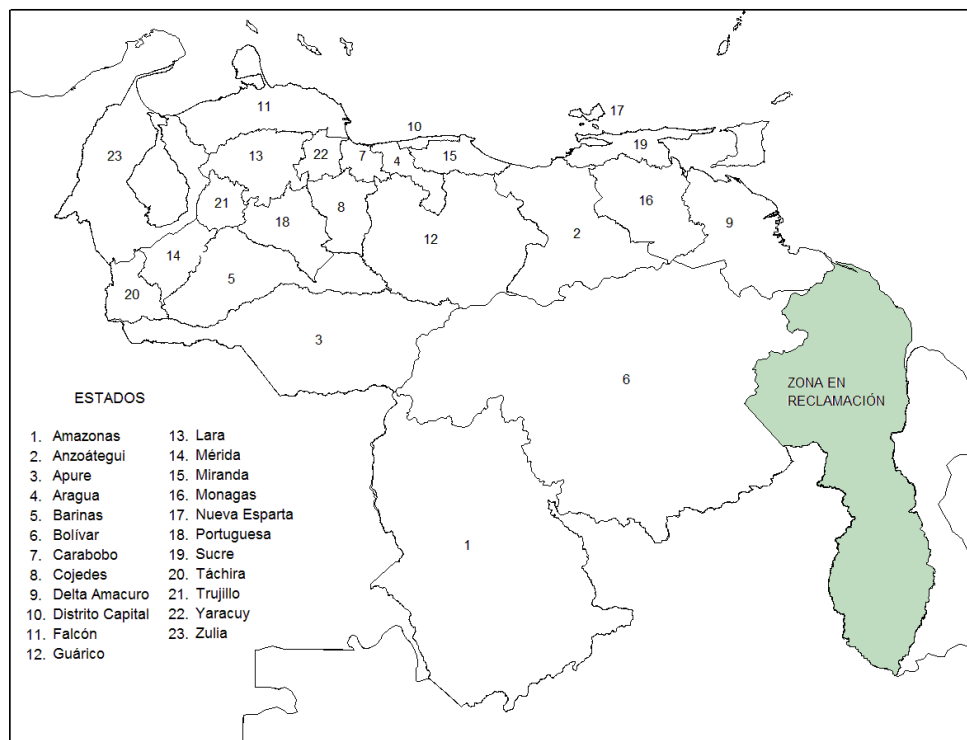 17
10
11
19
23
13
22
7
4
15
21
16
18
8
9
12
2
14
5
20
3
6
ZONA EN
RECLAMACIÓN
1
ESTADOS
1. Amazonas
2. Anzoátegui
3. Apure
4. Aragua
5. Barinas
6. Bolívar
7. Carabobo
8. Cojedes
9. Delta Amacuro
10. Distrito Capital
11. Falcón
12. Guárico
13. Lara
14. Mérida
15. Miranda
16. Monagas
17. Nueva Esparta
18. Portuguesa
19. Sucre
20. Táchira
21. Trujillo
22. Yaracuy
23. Zulia